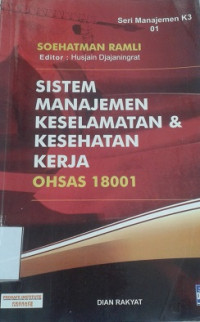 Seri Manajemen K3
01
SOEHATMAN RAMLI
Editor : Husjain Djajaningrat
SISTEM
MANAJEMEN
KESELAMATAN &
KESEHATAN
KERJA
OHSAS 18001
DIAN RAKYAT